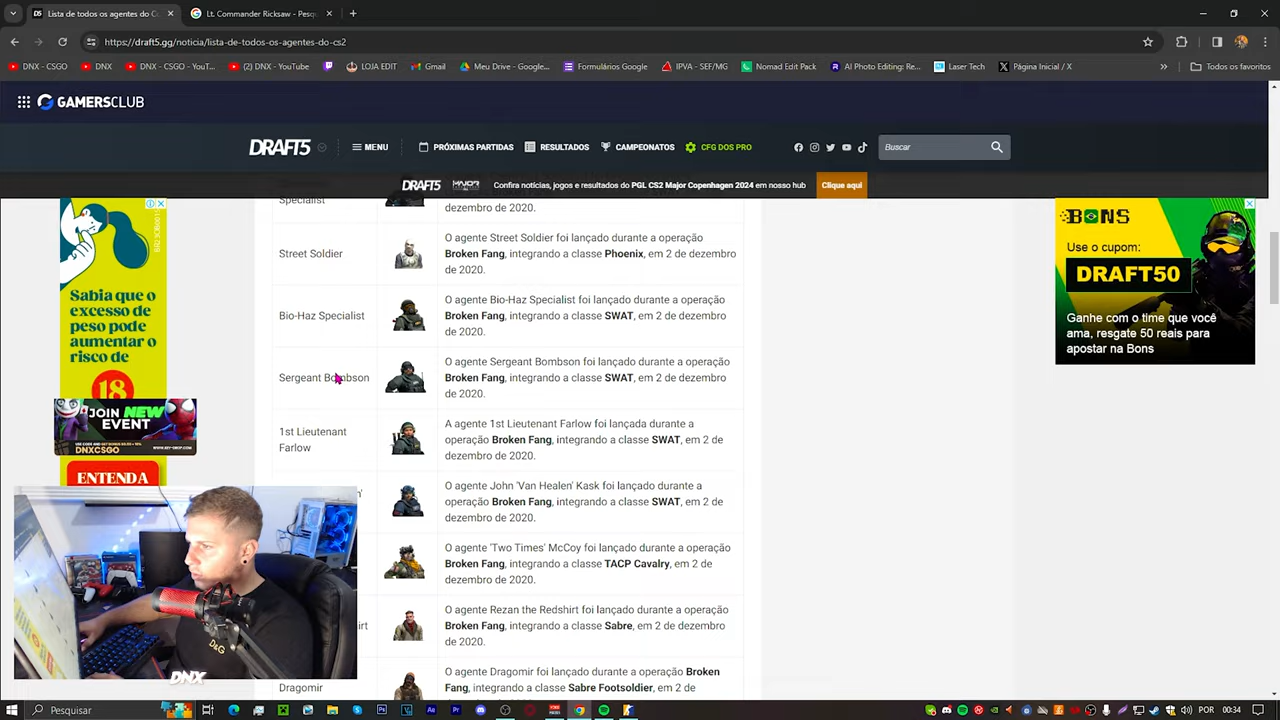 Lista de todos os agentes do C
Lt. Commander Ricksaw - Pesq
https://draft5.gg/noticia/lista-de-todos-os-agentes-do-cs2
DNX - CSGO
DNX
DNX - CSGO - YouT...
(2) DNX - YouTube
LOJA EDIT
Gmail
Meu Drive - Google...
Formulários Google
IPVA - SEF/MG
Nomad Edit Pack
AI Photo Editing: Re...
Laser Tech
Página Inicial / X
Todos os favoritos
GAMERSCLUB
DRAFT5
MENU
PRÓXIMAS PARTIDAS
RESULTADOS
CAMPEONATOS
CFG DOS PRO
Buscar
DRAFT5
Confira notícias, jogos e resultados do PGL CS2 Major Copenhagen 2024 em nosso hub
Clique aqui
Specialist
dezembro de 2020.
Street Soldier
O agente Street Soldier foi lançado durante a operação
Broken Fang, integrando a classe Phoenix, em 2 de dezembro
de 2020.
Bio-Haz Specialist
O agente Bio-Haz Specialist foi lançado durante a operação
Broken Fang, integrando a classe SWAT, em 2 de
dezembro de 2020.
Sergeant Bombson
O agente Sergeant Bombson foi lançado durante a operação
Broken Fang, integrando a classe SWAT, em 2 de
dezembro de 2020.
1st Lieutenant
Farlow
A agente 1st Lieutenant Farlow foi lançada durante a
operação Broken Fang, integrando a classe SWAT, em 2 de
dezembro de 2020.
O agente John 'Van Healen' Kask foi lançado durante a
operação Broken Fang, integrando a classe SWAT, em 2 de
dezembro de 2020.
O agente 'Two Times' McCoy foi lançado durante a operação
Broken Fang, integrando a classe TACP Cavalry, em 2 de
dezembro de 2020.
irt
O agente Rezan the Redshirt foi lançado durante a operação
Broken Fang, integrando a classe Sabre, em 2 de dezembro
de 2020.
Dragomir
O agente Dragomir foi lançado durante a operação Broken
Fang, integrando a classe Sabre Footsoldier, em 2 de
Sabia que o
excesso de
peso pode
aumentar o
risco de
18
JOIN NEW
EVENT
DNXCSGO
ENTENDA
D&G
DNX
BONS
Use o cupom:
DRAFT50
Ganhe com o time que você
ama, resgate 50 reais para
apostar na Bons
Pesquisar
POR
00:34